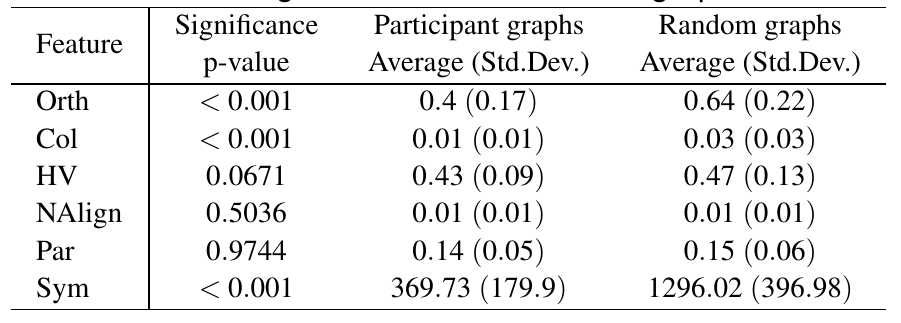 Feature Significance Participant graphs Random graphs
p-value Average (Std.Dev.) Average (Std.Dev.)
Orth < 0.001 0.4 (0.17) 0.64 (0.22)
Col < 0.001 0.01 (0.01) 0.03 (0.03)
HV 0.0671 0.43 (0.09) 0.47 (0.13)
NAlign 0.5036 0.01 (0.01) 0.01 (0.01)
Par 0.9744 0.14 (0.05) 0.15 (0.06)
Sym < 0.001 369.73 (179.9) 1296.02 (396.98)